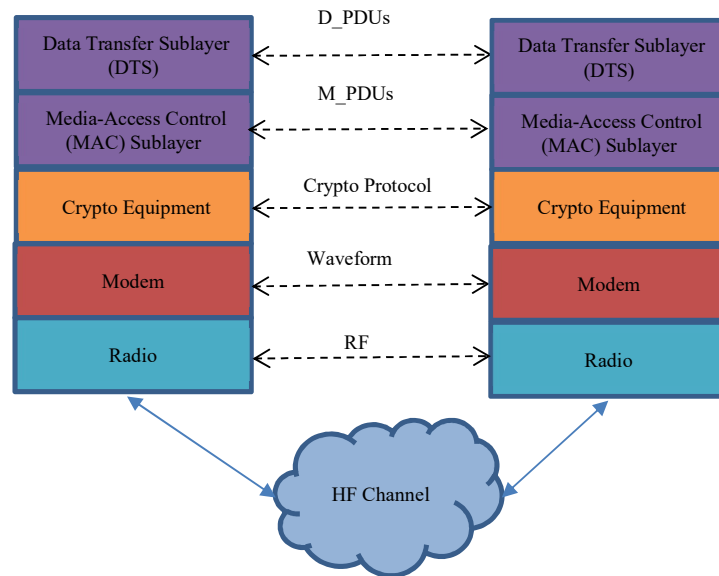 D_PDUs
Data Transfer Sublayer
(DTS)
Data Transfer Sublayer
(DTS)
M_PDUs
Media-Access Control
(MAC) Sublayer
Media-Access Control
(MAC) Sublayer
Crypto Protocol
Crypto Equipment
Crypto Equipment
Waveform
Modem
Modem
RF
Radio
Radio
HF Channel